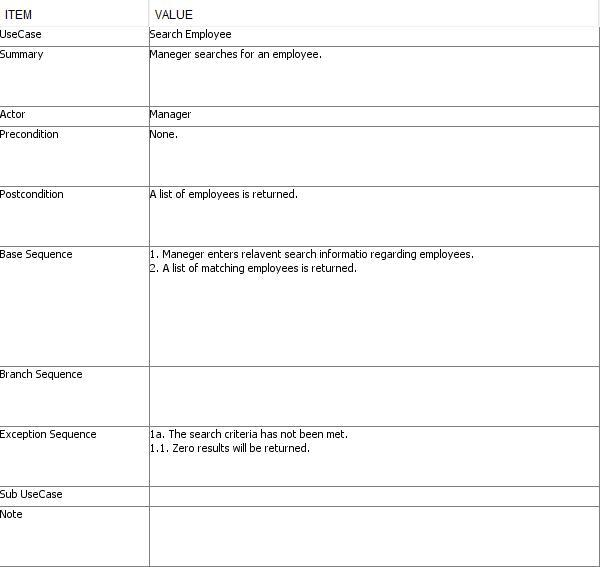 ITEM VALUE
UseCase Search Employee
Summary Maneger searches for an employee.
Actor Manager
Precondition None.
Postcondition A list of employees is returned.
Base Sequence 1. Maneger enters relavent search informatio regarding employees.
2. A list of matching employees is returned.
Branch Sequence
Exception Sequence 1a. The search criteria has not been met.
1.1. Zero results will be returned.
Sub UseCase
Note